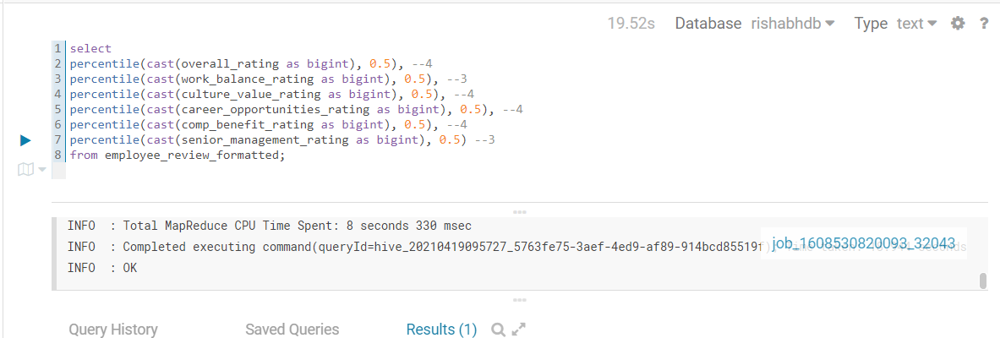 19.52s Database rishabhdb Type text ?
1 select
2 percentile(cast(overall_rating as bigint), 0.5), --4
3 percentile(cast(work_balance_rating as bigint), 0.5), --3
4 percentile(cast(culture_value_rating as bigint), 0.5), --4
5 percentile(cast(career_opportunities_rating as bigint), 0.5), --4
6 percentile(cast(comp_benefit_rating as bigint), 0.5), --4
7 percentile(cast(senior_management_rating as bigint), 0.5) --3
8 from employee_review_formatted;
INFO : Total MapReduce CPU Time Spent: 8 seconds 330 msec
INFO : Completed executing command(queryId=hive_20210419095727_5763fe75-3aef-4ed9-af89-914bcd85519f)
job_1608530820093_32043
INFO : OK
Query History Saved Queries Results (1)